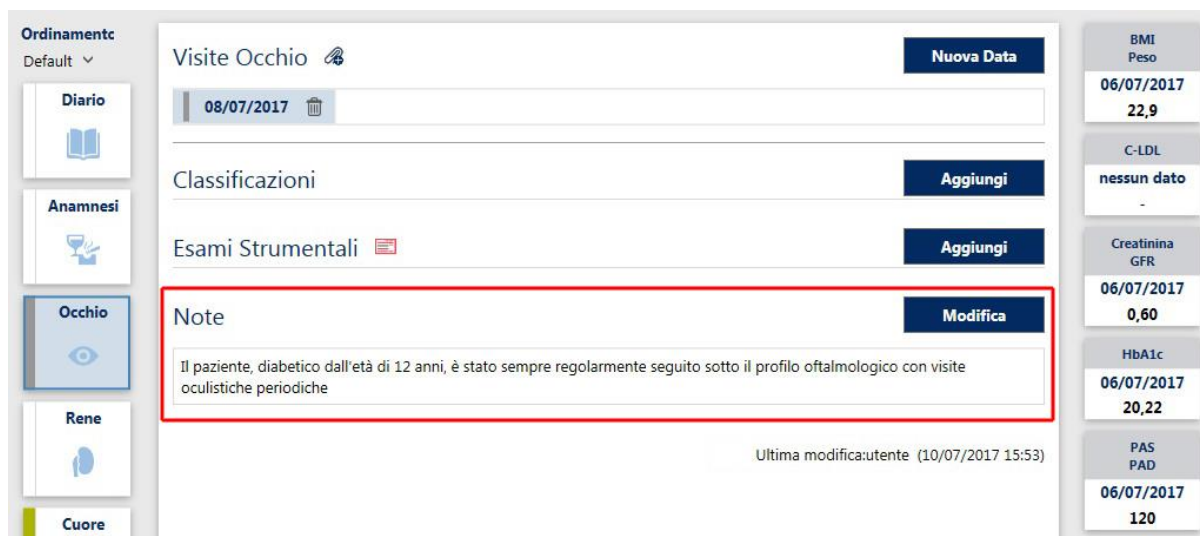 Ordinamento
Default
Diario
Anamnesi
Occhio
Rene
Cuore
Visite Occhio
Nuova Data
08/07/2017
Classificazioni
Aggiungi
Esami Strumentali
Aggiungi
Note
Modifica
Il paziente, diabetico dall'età di 12 anni, è stato sempre regolarmente seguito sotto il profilo oftalmologico con visite
oculistiche periodiche
Ultima modifica:utente (10/07/2017 15:53)
BMI
Peso
06/07/2017
22,9
C-LDL
nessun dato
-
Creatinina
GFR
06/07/2017
0,60
HbA1c
06/07/2017
20,22
PAS
PAD
06/07/2017
120